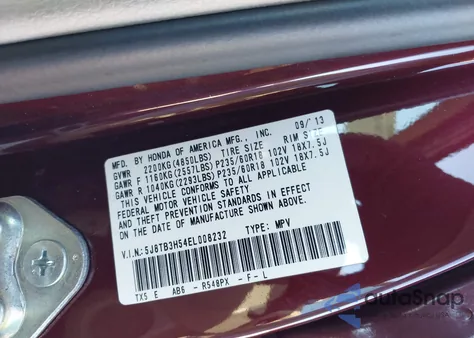 MFD. BY HONDA OF AMERICA MFG., INC. 09/13
GVWR 2200KG(4850LBS) TIRE SIZE RIM SIZE
GAWR F 1160KG(2557LBS) P235/60R18 102V 18X7.5J
GAWR R 1040KG(2293LBS) P235/60R18 102V 18X7.5J
THIS VEHICLE CONFORMS TO ALL APPLICABLE
FEDERAL MOTOR VEHICLE SAFETY
AND THEFT PREVENTION STANDARDS IN EFFECT
ON THE DATE OF MANUFACTURE SHOWN ABOVE.
V.I.N.:5J8TB3H54EL008232 TYPE: MPV
TX5 E AB6 - R548PX -F-L
autoSnap